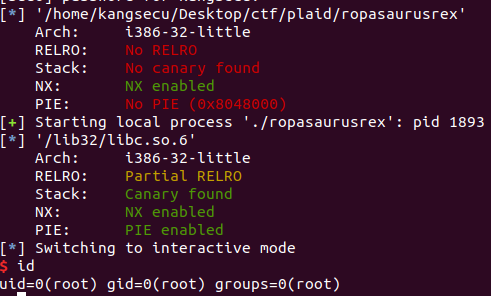 [*] '/home/kangsecu/Desktop/ctf/plaid/ropasaurusrex'
Arch: i386-32-little
RELRO: No RELRO
Stack: No canary found
NX: NX enabled
PIE: No PIE (0x8048000)
[+] Starting local process './ropasaurusrex': pid 1893
[*] '/lib32/libc.so.6'
Arch: i386-32-little
RELRO: Partial RELRO
Stack: Canary found
NX: NX enabled
PIE: PIE enabled
[*] Switching to interactive mode
$ id
uid=0(root) gid=0(root) groups=0(root)